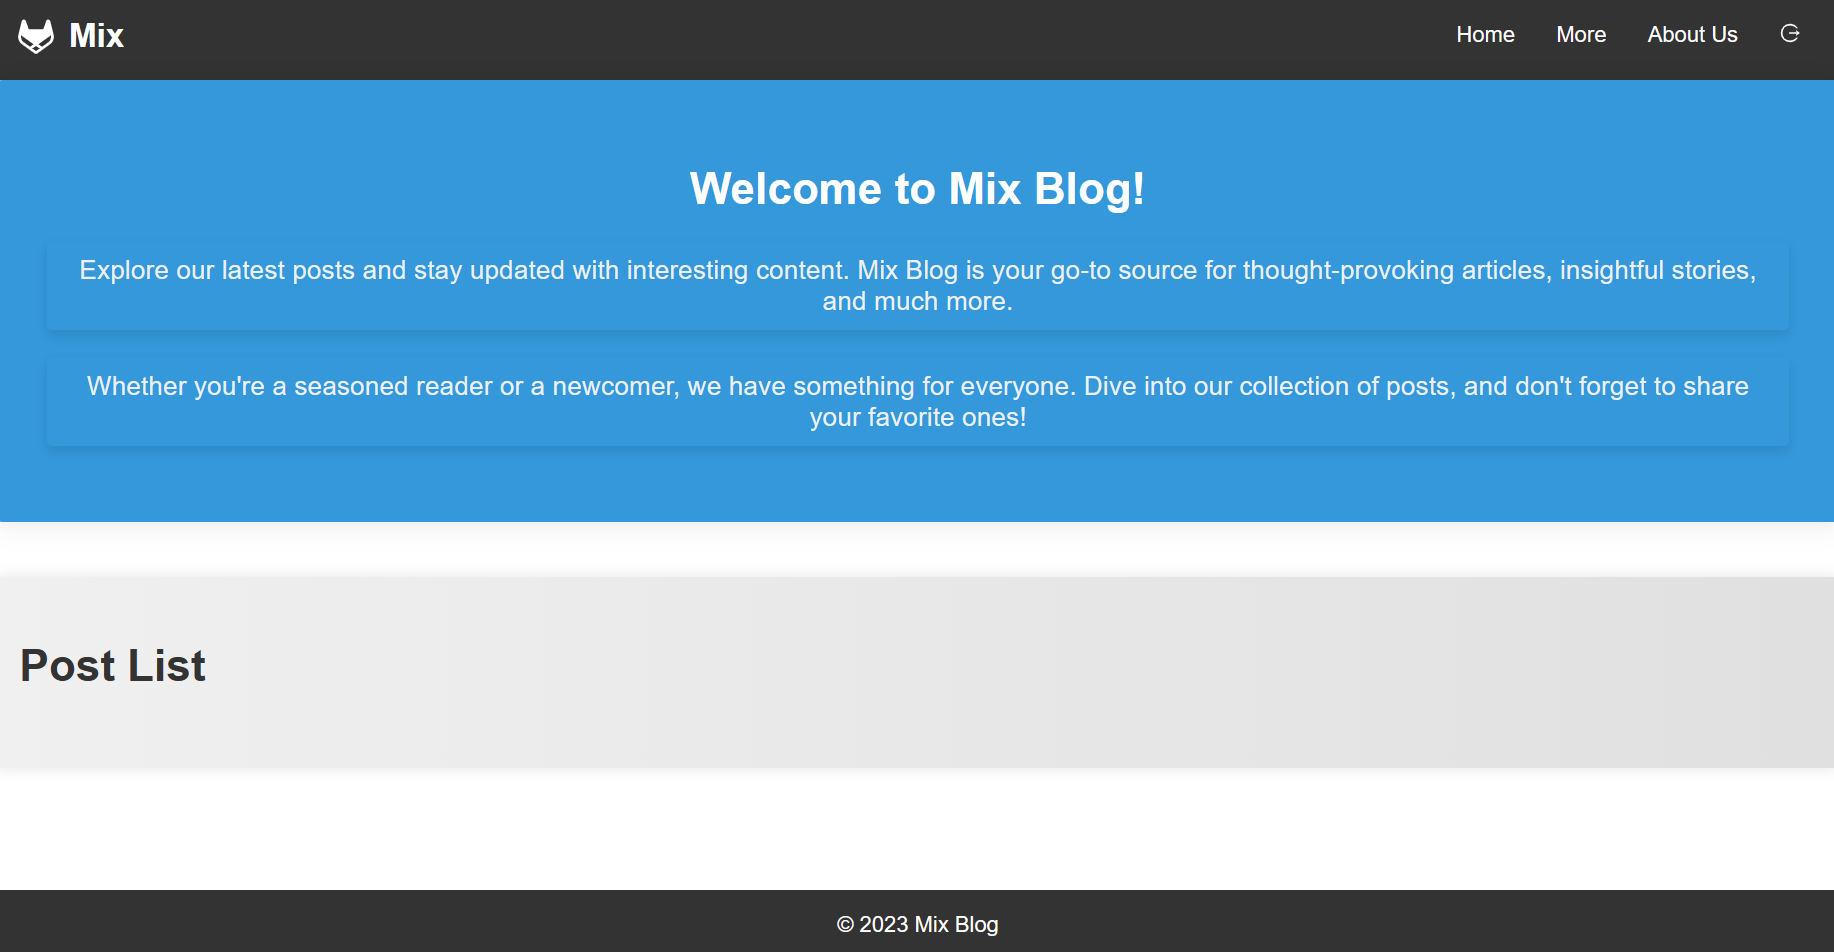 Mix
Home
More
About Us
Welcome to Mix Blog!
Explore our latest posts and stay updated with interesting content. Mix Blog is your go-to source for thought-provoking articles, insightful stories,
and much more.
Whether you're a seasoned reader or a newcomer, we have something for everyone. Dive into our collection of posts, and don't forget to share
your favorite ones!
Post List
© 2023 Mix Blog